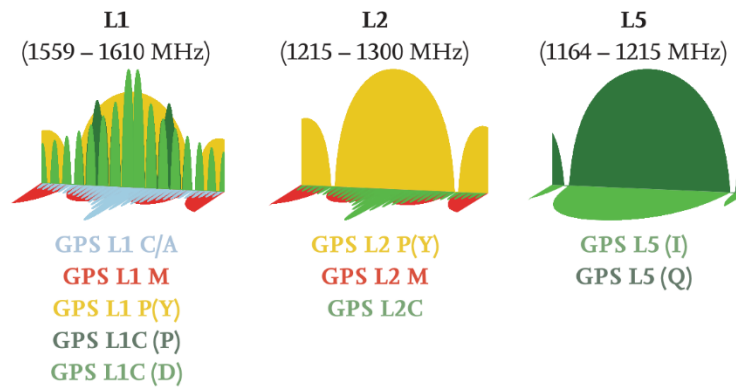 L1
(1559 – 1610 MHz)
GPS L1 C/A
GPS L1 M
GPS L1 P(Y)
GPS L1C (P)
GPS L1C (D)
L2
(1215 – 1300 MHz)
GPS L2 P(Y)
GPS L2 M
GPS L2C
L5
(1164 – 1215 MHz)
GPS L5 (I)
GPS L5 (Q)